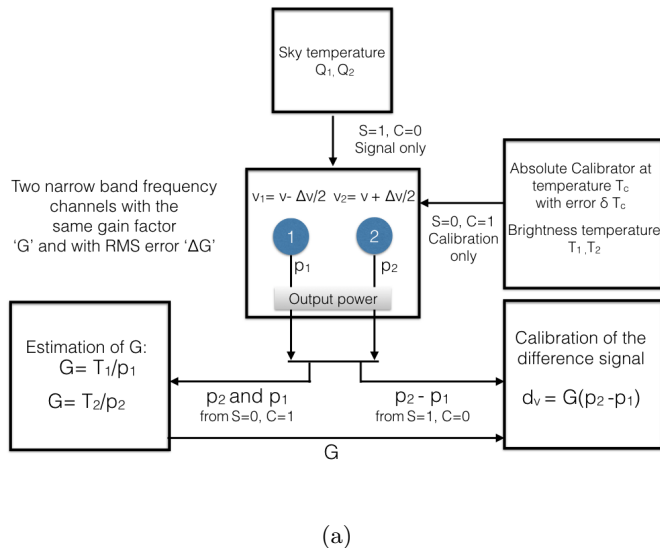 Sky temperature
Q₁, Q₂
S=1, C=0
Signal only
Two narrow band frequency
channels with the
same gain factor
‘G’ and with RMS error ‘ΔG’
ν₁= ν- Δν/2 ν₂= ν + Δν/2
1 2
p₁ p₂
Output power
Absolute Calibrator at
temperature T꜀
with error δ T꜀
Brightness temperature
T₁ ,T₂
S=0, C=1
Calibration
only
Estimation of G:
G= T₁/p₁
G= T₂/p₂
p₂ and p₁
from S=0, C=1
p₂ - p₁
from S=1, C=0
Calibration of the
difference signal
dᵥ = G(p₂ -p₁)
G
(a)